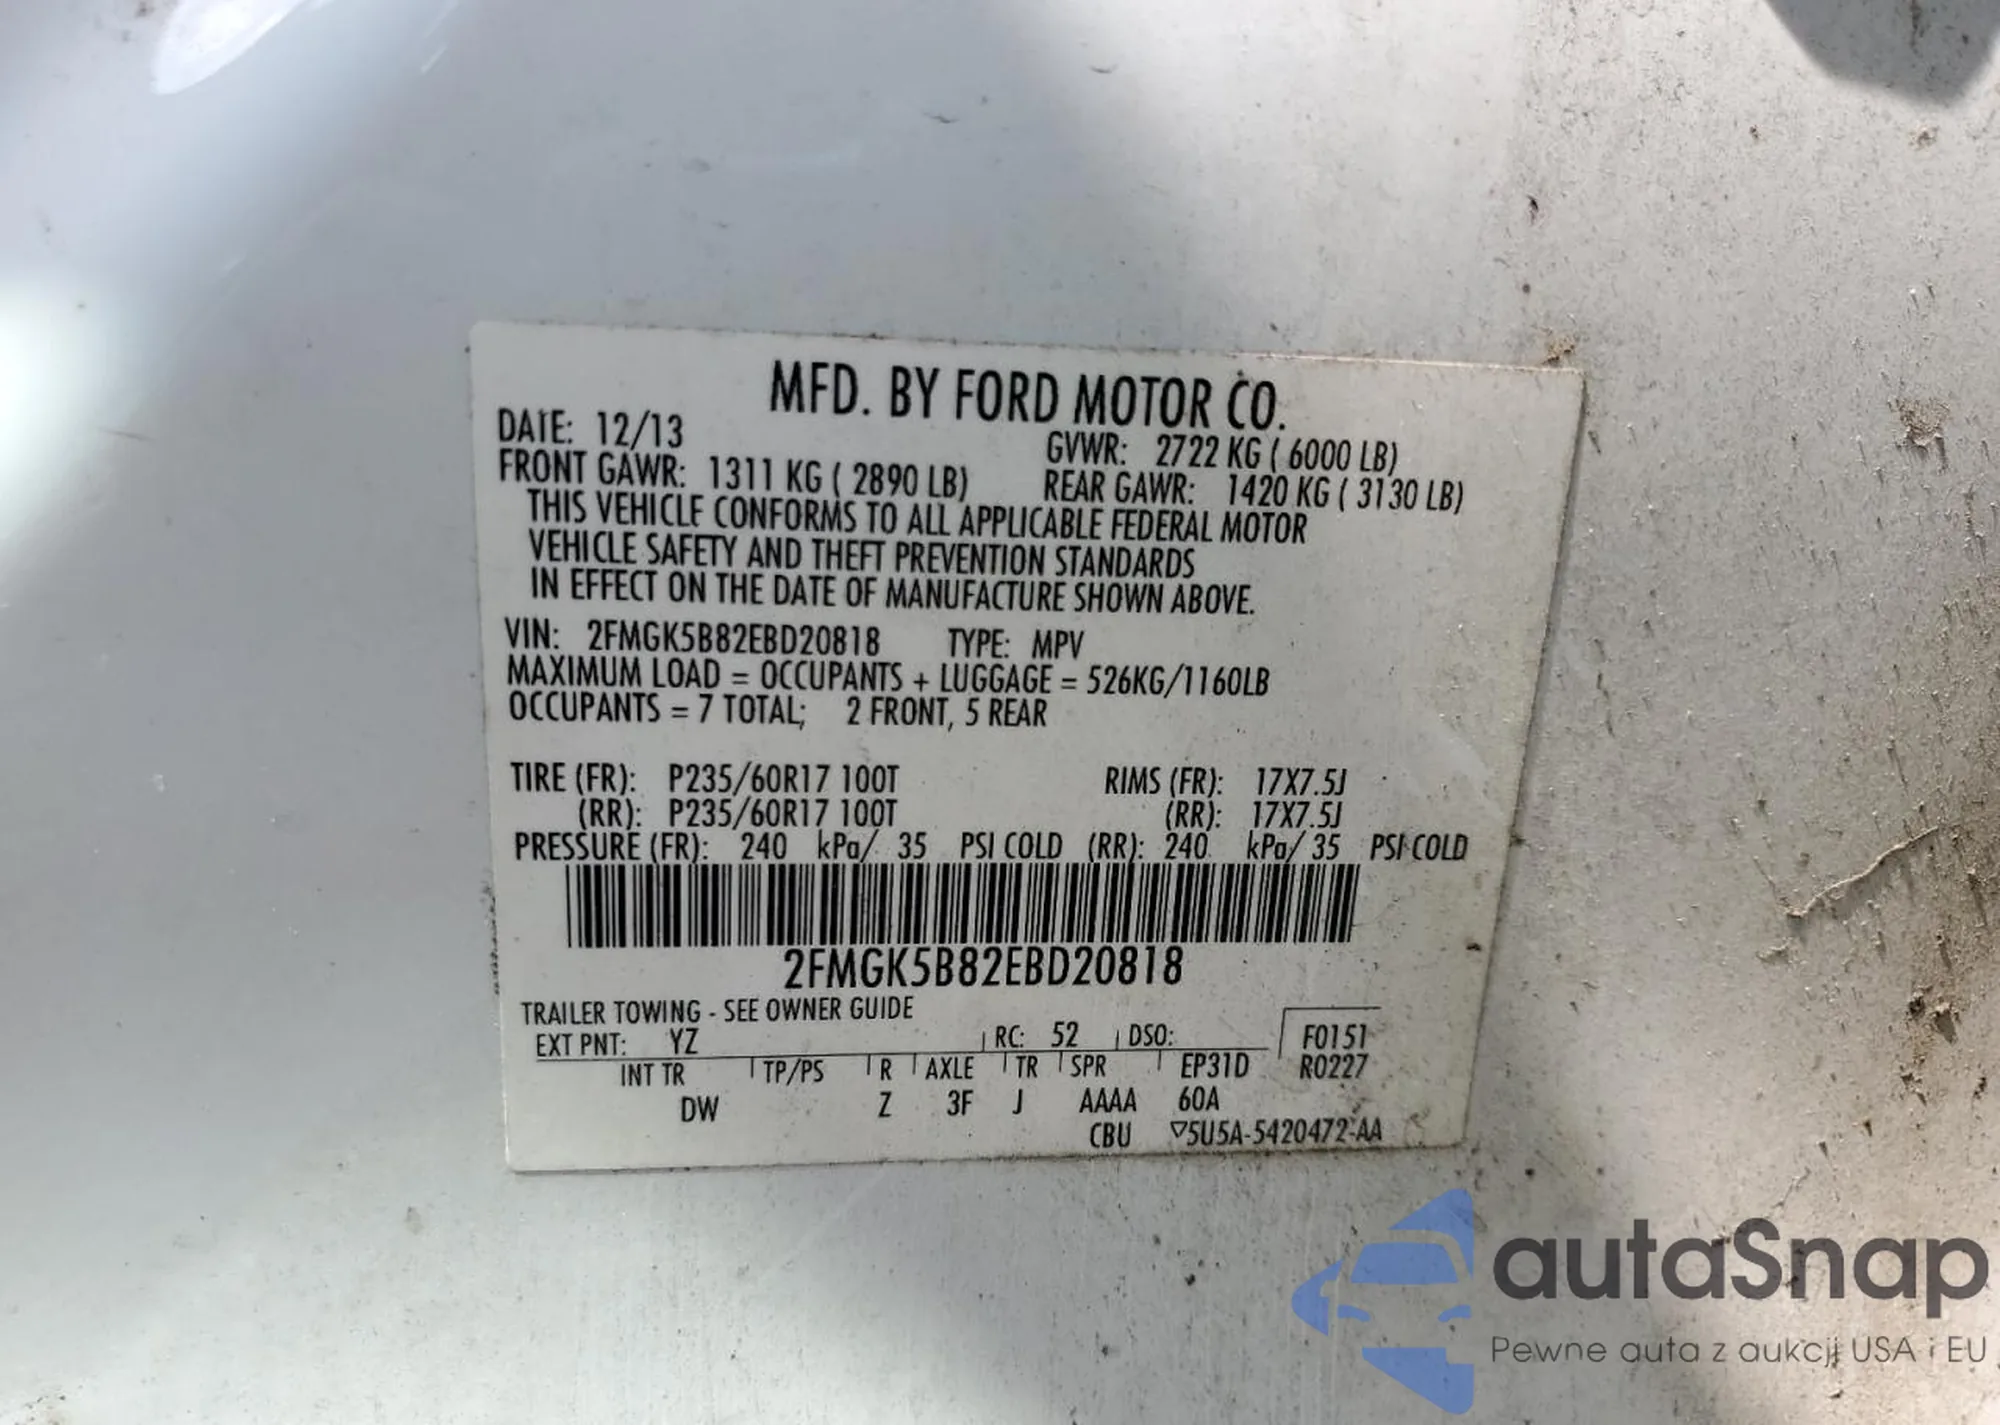 MFD. BY FORD MOTOR CO.
DATE: 12/13 GVWR: 2722 KG ( 6000 LB)
FRONT GAWR: 1311 KG ( 2890 LB) REAR GAWR: 1420 KG ( 3130 LB)
THIS VEHICLE CONFORMS TO ALL APPLICABLE FEDERAL MOTOR
VEHICLE SAFETY AND THEFT PREVENTION STANDARDS
IN EFFECT ON THE DATE OF MANUFACTURE SHOWN ABOVE.
VIN: 2FMGK5B82EBD20818 TYPE: MPV
MAXIMUM LOAD = OCCUPANTS + LUGGAGE = 526KG/1160LB
OCCUPANTS = 7 TOTAL; 2 FRONT, 5 REAR
TIRE (FR): P235/60R17 100T RIMS (FR): 17X7.5J
(RR): P235/60R17 100T (RR): 17X7.5J
PRESSURE (FR): 240 kPa/ 35 PSI COLD (RR): 240 kPa/ 35 PSI COLD
2FMGK5B82EBD20818
TRAILER TOWING - SEE OWNER GUIDE
EXT PNT: YZ RC: 52 DSO: F0151
INT TR TP/PS R AXLE TR SPR EP31D R0227
DW Z 3F J AAAA 60A
CBU ▽5U5A-5420472-AA
autaSnap
Pewne auta z aukcji USA i EU